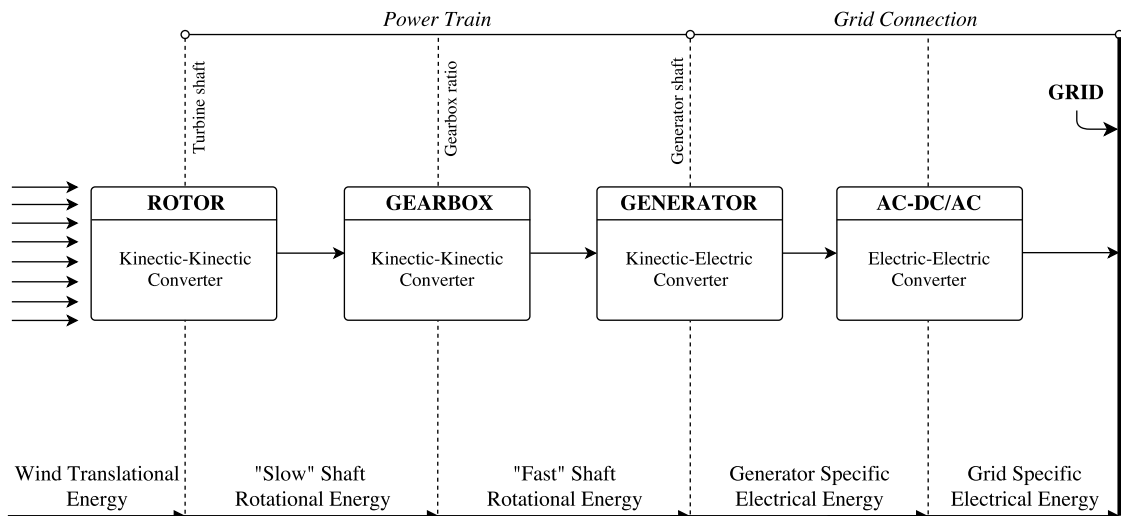 Power Train
Grid Connection
Turbine shaft
Gearbox ratio
Generator shaft
GRID
ROTOR
Kinectic-Kinectic
Converter
GEARBOX
Kinectic-Kinectic
Converter
GENERATOR
Kinectic-Electric
Converter
AC-DC/AC
Electric-Electric
Converter
Wind Translational
Energy
"Slow" Shaft
Rotational Energy
"Fast" Shaft
Rotational Energy
Generator Specific
Electrical Energy
Grid Specific
Electrical Energy